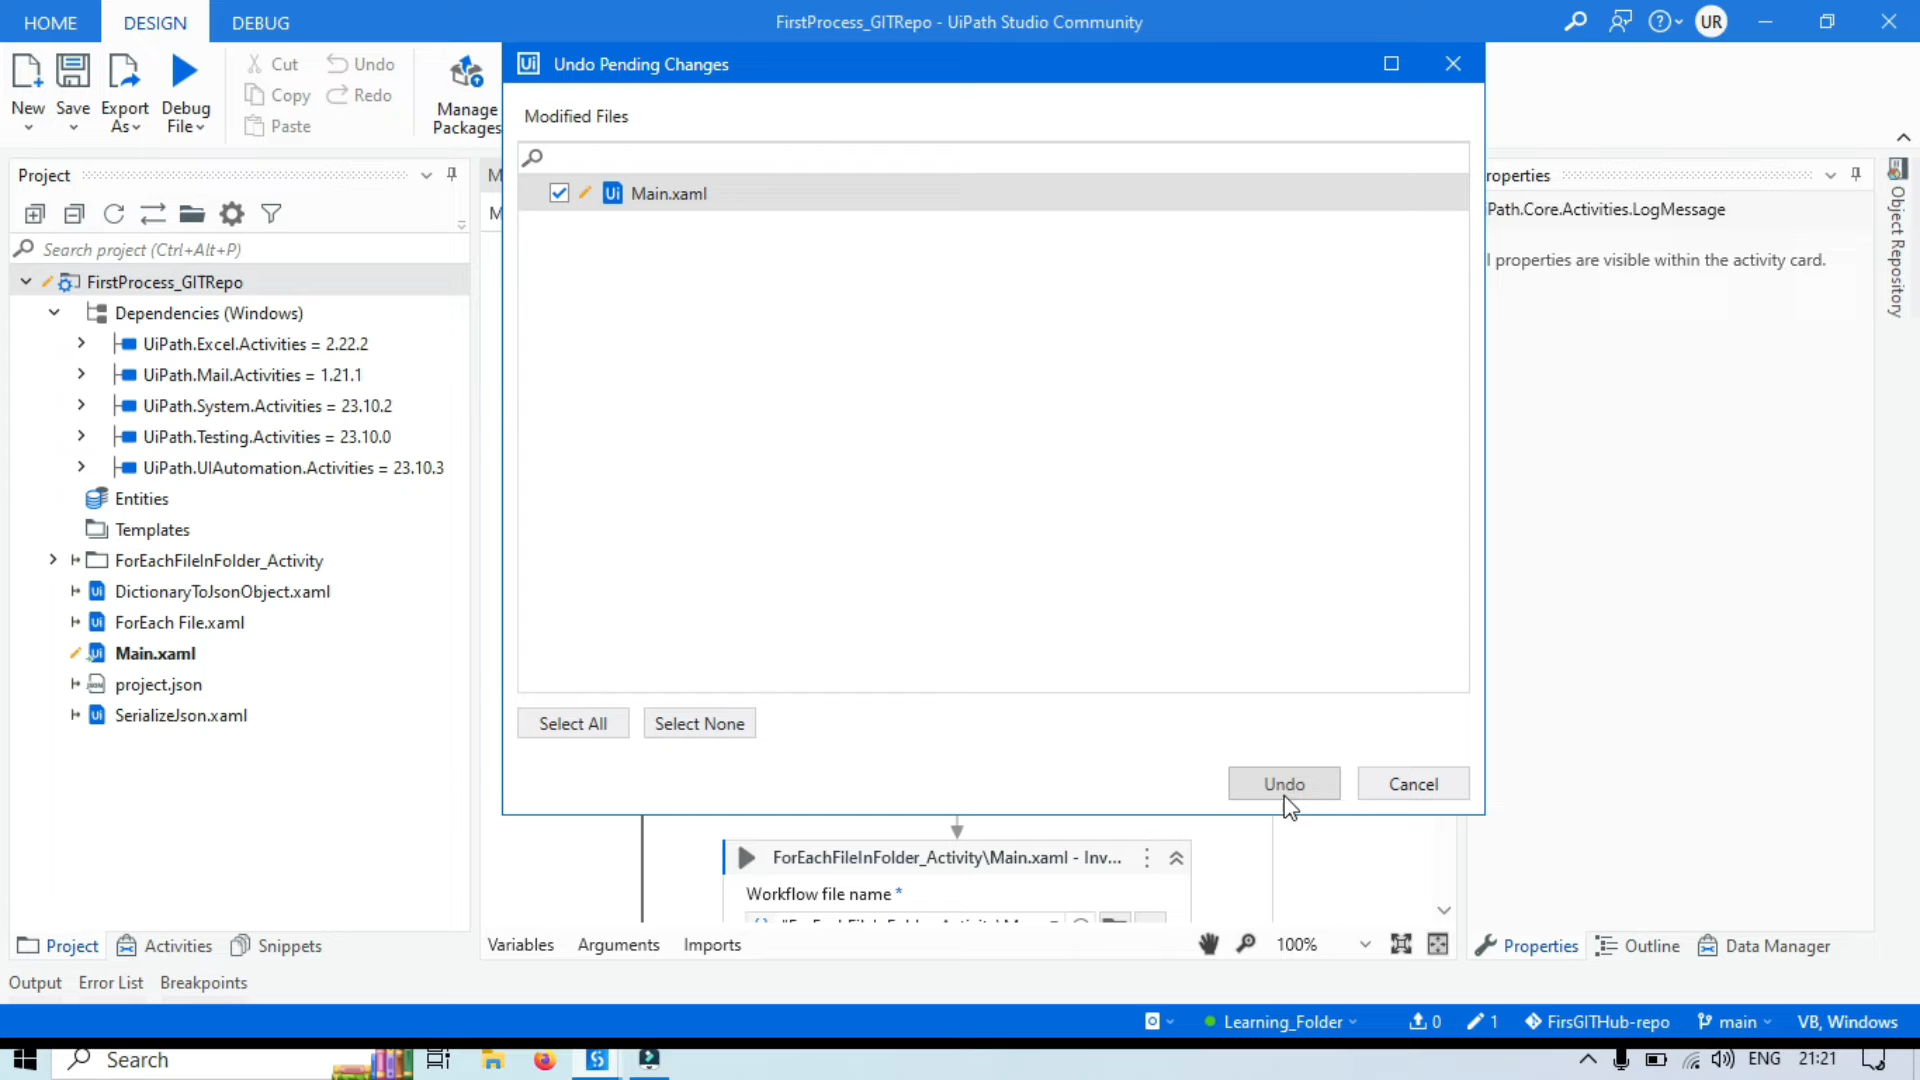 HOME
DESIGN
DEBUG
FirstProcess_GITRepo - UiPath Studio Community
UR
New
Save
Export
As
Debug
File
Cut
Copy
Paste
Undo
Redo
Manage
Packages
Ui Undo Pending Changes
Modified Files
Ui Main.xaml
Select All
Select None
Undo
Cancel
Project
Search project (Ctrl+Alt+P)
FirstProcess_GITRepo
Dependencies (Windows)
UiPath.Excel.Activities = 2.22.2
UiPath.Mail.Activities = 1.21.1
UiPath.System.Activities = 23.10.2
UiPath.Testing.Activities = 23.10.0
UiPath.UIAutomation.Activities = 23.10.3
Entities
Templates
ForEachFileInFolder_Activity
Ui DictionaryToJsonObject.xaml
Ui ForEach File.xaml
Ui Main.xaml
project.json
Ui SerializeJson.xaml
Project
Activities
Snippets
roperties
iPath.Core.Activities.LogMessage
l properties are visible within the activity card.
Object Repository
ForEachFileInFolder_Activity\Main.xaml - Inv...
Workflow file name *
Variables
Arguments
Imports
100%
Properties
Outline
Data Manager
Output
Error List
Breakpoints
Learning_Folder
0
1
FirsGITHub-repo
main
VB, Windows
Search
ENG
21:21